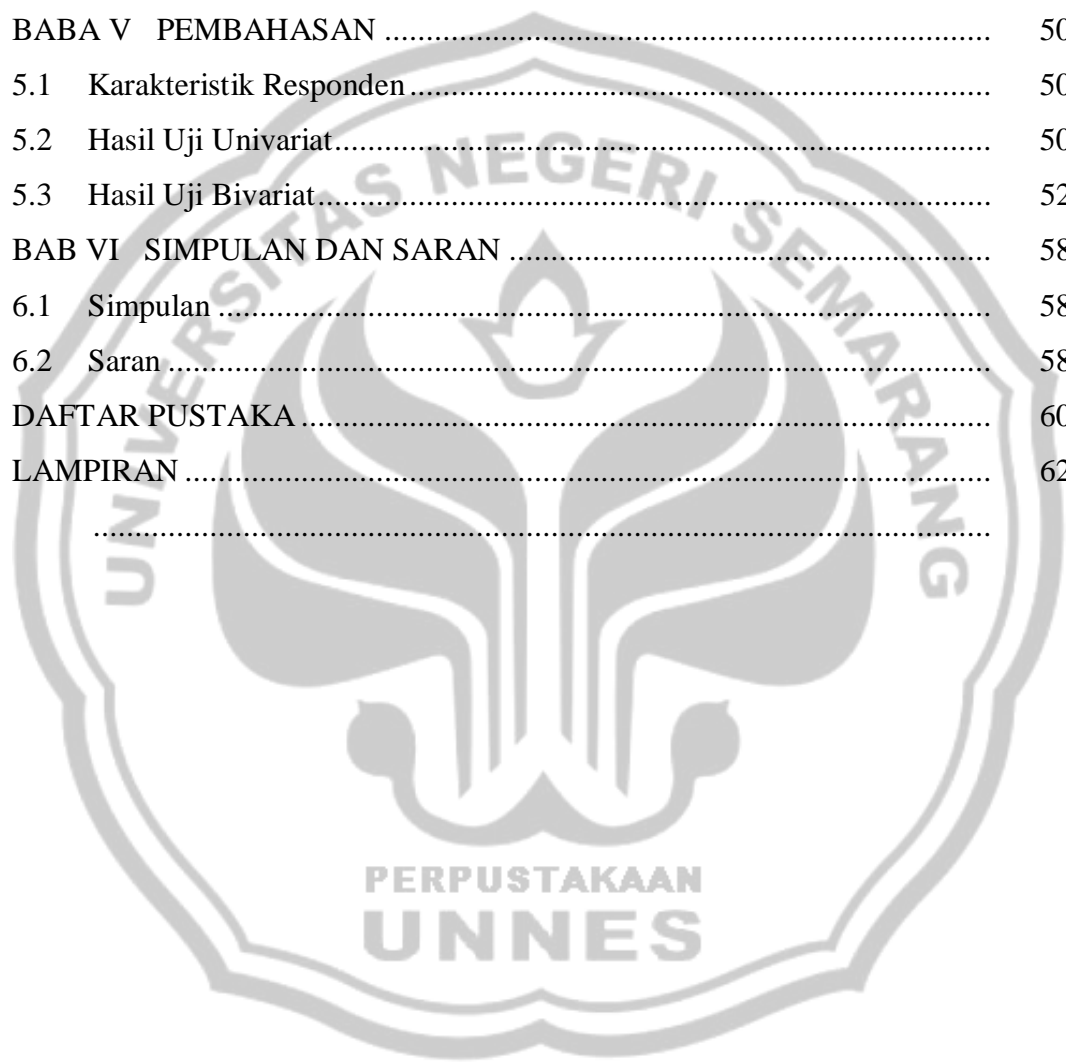 BABA V PEMBAHASAN ........................................................................ 50
5.1 Karakteristik Responden ........................................................................ 50
5.2 Hasil Uji Univariat ........................................................................ 50
5.3 Hasil Uji Bivariat ........................................................................ 52
BAB VI SIMPULAN DAN SARAN ........................................................................ 58
6.1 Simpulan ........................................................................ 58
6.2 Saran ........................................................................ 58
DAFTAR PUSTAKA ........................................................................ 60
LAMPIRAN ........................................................................ 62
........................................................................
UNIVERSITAS NEGERI SEMARANG
PERPUSTAKAAN
UNNES